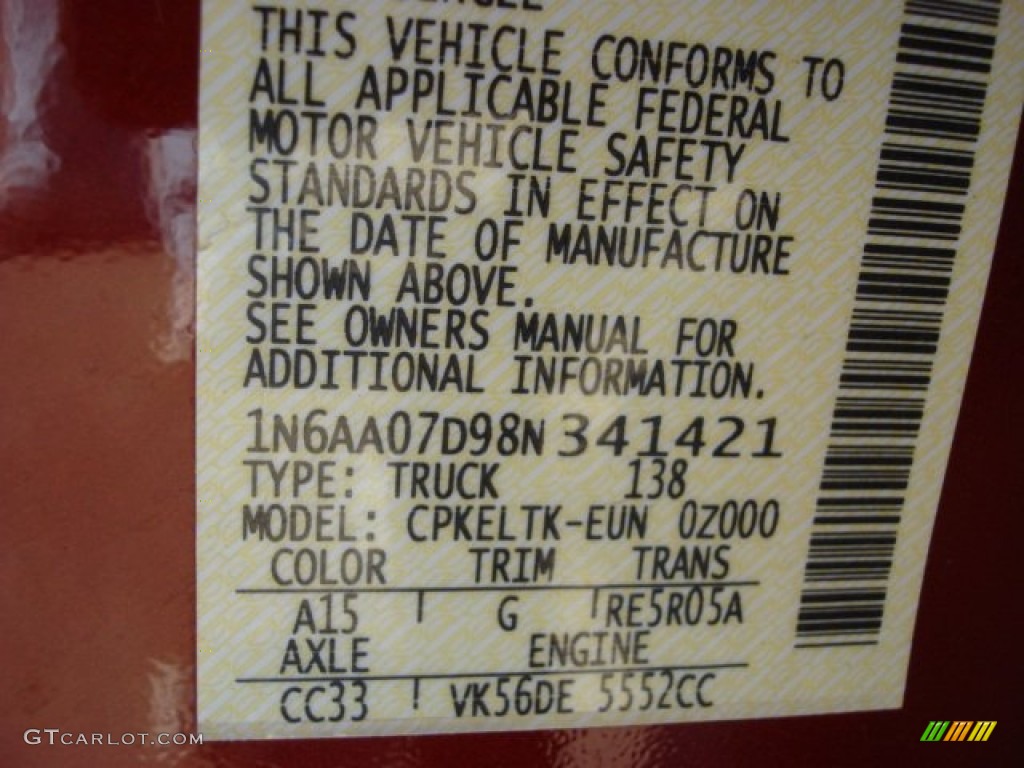 THIS VEHICLE CONFORMS TO
ALL APPLICABLE FEDERAL
MOTOR VEHICLE SAFETY
STANDARDS IN EFFECT ON
THE DATE OF MANUFACTURE
SHOWN ABOVE.
SEE OWNERS MANUAL FOR
ADDITIONAL INFORMATION.
1N6AA07D98N341421
TYPE: TRUCK 138
MODEL: CPKELTK-EUN 0Z000
COLOR TRIM TRANS
A15 G RE5R05A
AXLE ENGINE
CC33 VK56DE 5552CC
GTCARLOT.COM